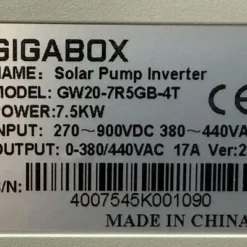 GIGABOX
NAME: Solar Pump Inverter
MODEL: GW20-7R5GB-4T
POWER: 7.5KW
INPUT: 270~900VDC 380~440VA
OUTPUT: 0-380/440VAC 17A Ver:2
S/N:
4007545K001090
MADE IN CHINA
CE